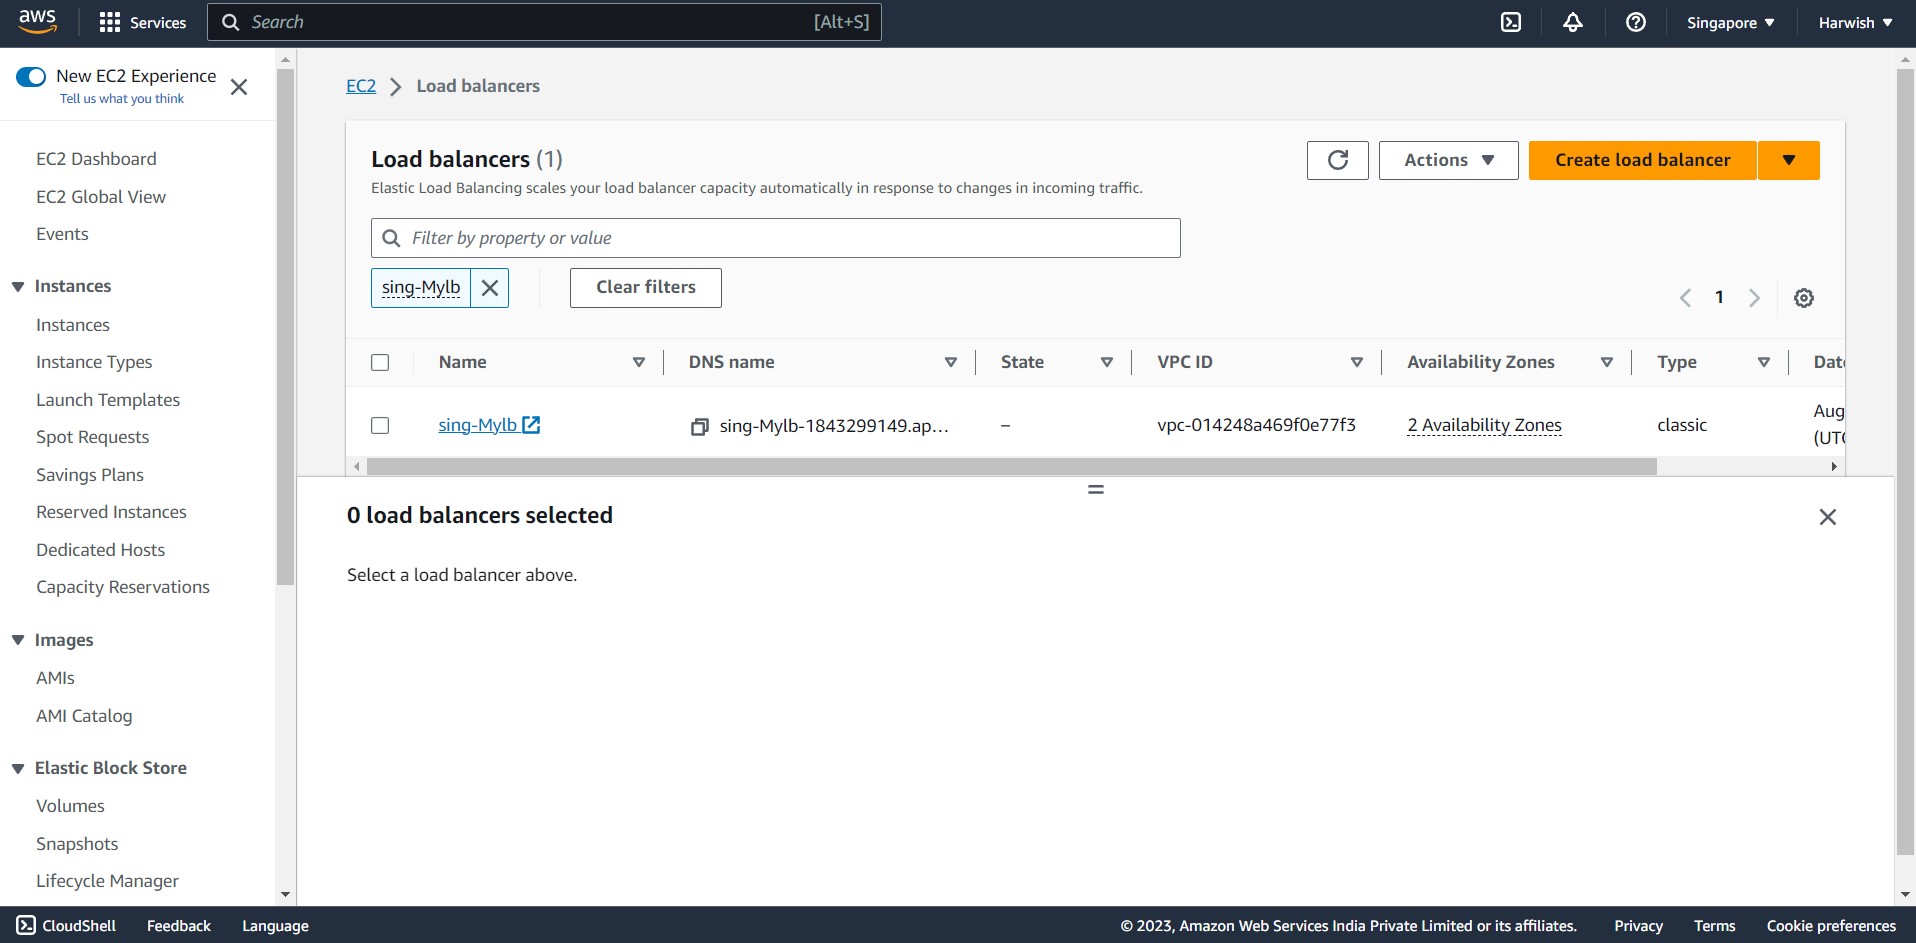 aws
Services
Search
[Alt+S]
Singapore
Harwish
New EC2 Experience
Tell us what you think
EC2 Dashboard
EC2 Global View
Events
Instances
Instances
Instance Types
Launch Templates
Spot Requests
Savings Plans
Reserved Instances
Dedicated Hosts
Capacity Reservations
Images
AMIs
AMI Catalog
Elastic Block Store
Volumes
Snapshots
Lifecycle Manager
EC2 > Load balancers
Load balancers (1)
Elastic Load Balancing scales your load balancer capacity automatically in response to changes in incoming traffic.
Actions
Create load balancer
Filter by property or value
sing-Mylb
Clear filters
1
Name DNS name State VPC ID Availability Zones Type
sing-Mylb sing-Mylb-1843299149.ap... – vpc-014248a469f0e77f3 2 Availability Zones classic Aug
0 load balancers selected
Select a load balancer above.
CloudShell Feedback Language © 2023, Amazon Web Services India Private Limited or its affiliates. Privacy Terms Cookie preferences